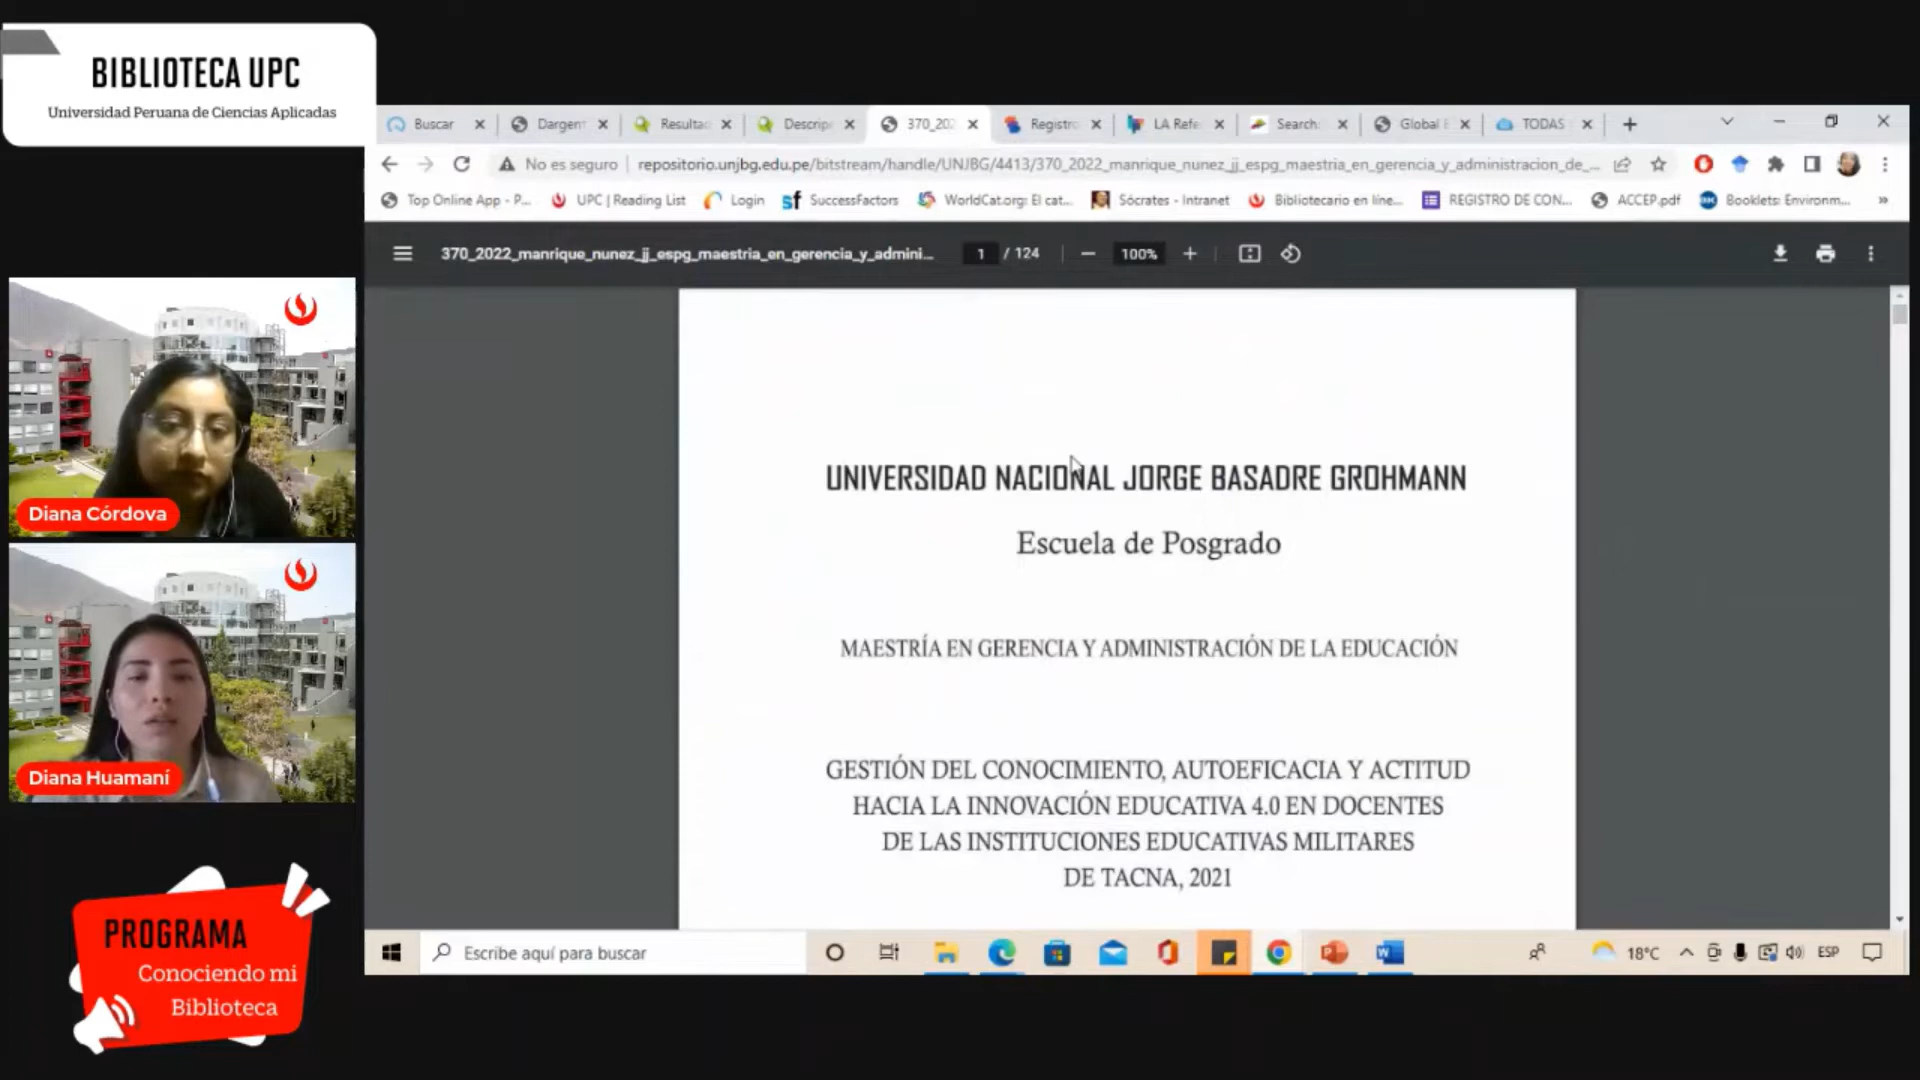 BIBLIOTECA UPC
Universidad Peruana de Ciencias Aplicadas
Buscar
Dargent
Resulta
Descrip
370_202
Registro
LA Refe
Search:
Global E
TODAS
No es seguro
repositorio.unjbg.edu.pe/bitstream/handle/UNJBG/4413/370_2022_manrique_nunez_jj_espg_maestria_en_gerencia_y_administracion_de_...
Top Online App - P...
UPC | Reading List
Login
SuccessFactors
WorldCat.org: El cat...
Sócrates - Intranet
Bibliotecario en líne...
REGISTRO DE CON...
ACCEP.pdf
Booklets: Environm...
»
370_2022_manrique_nunez_jj_espg_maestria_en_gerencia_y_admini...
1 / 124
100%
UNIVERSIDAD NACIONAL JORGE BASADRE GROHMANN
Escuela de Posgrado
MAESTRÍA EN GERENCIA Y ADMINISTRACIÓN DE LA EDUCACIÓN
GESTIÓN DEL CONOCIMIENTO, AUTOEFICACIA Y ACTITUD
HACIA LA INNOVACIÓN EDUCATIVA 4.0 EN DOCENTES
DE LAS INSTITUCIONES EDUCATIVAS MILITARES
DE TACNA, 2021
Diana Córdova
Diana Huamaní
PROGRAMA
Conociendo mi
Biblioteca
Escribe aquí para buscar
18°C
ESP